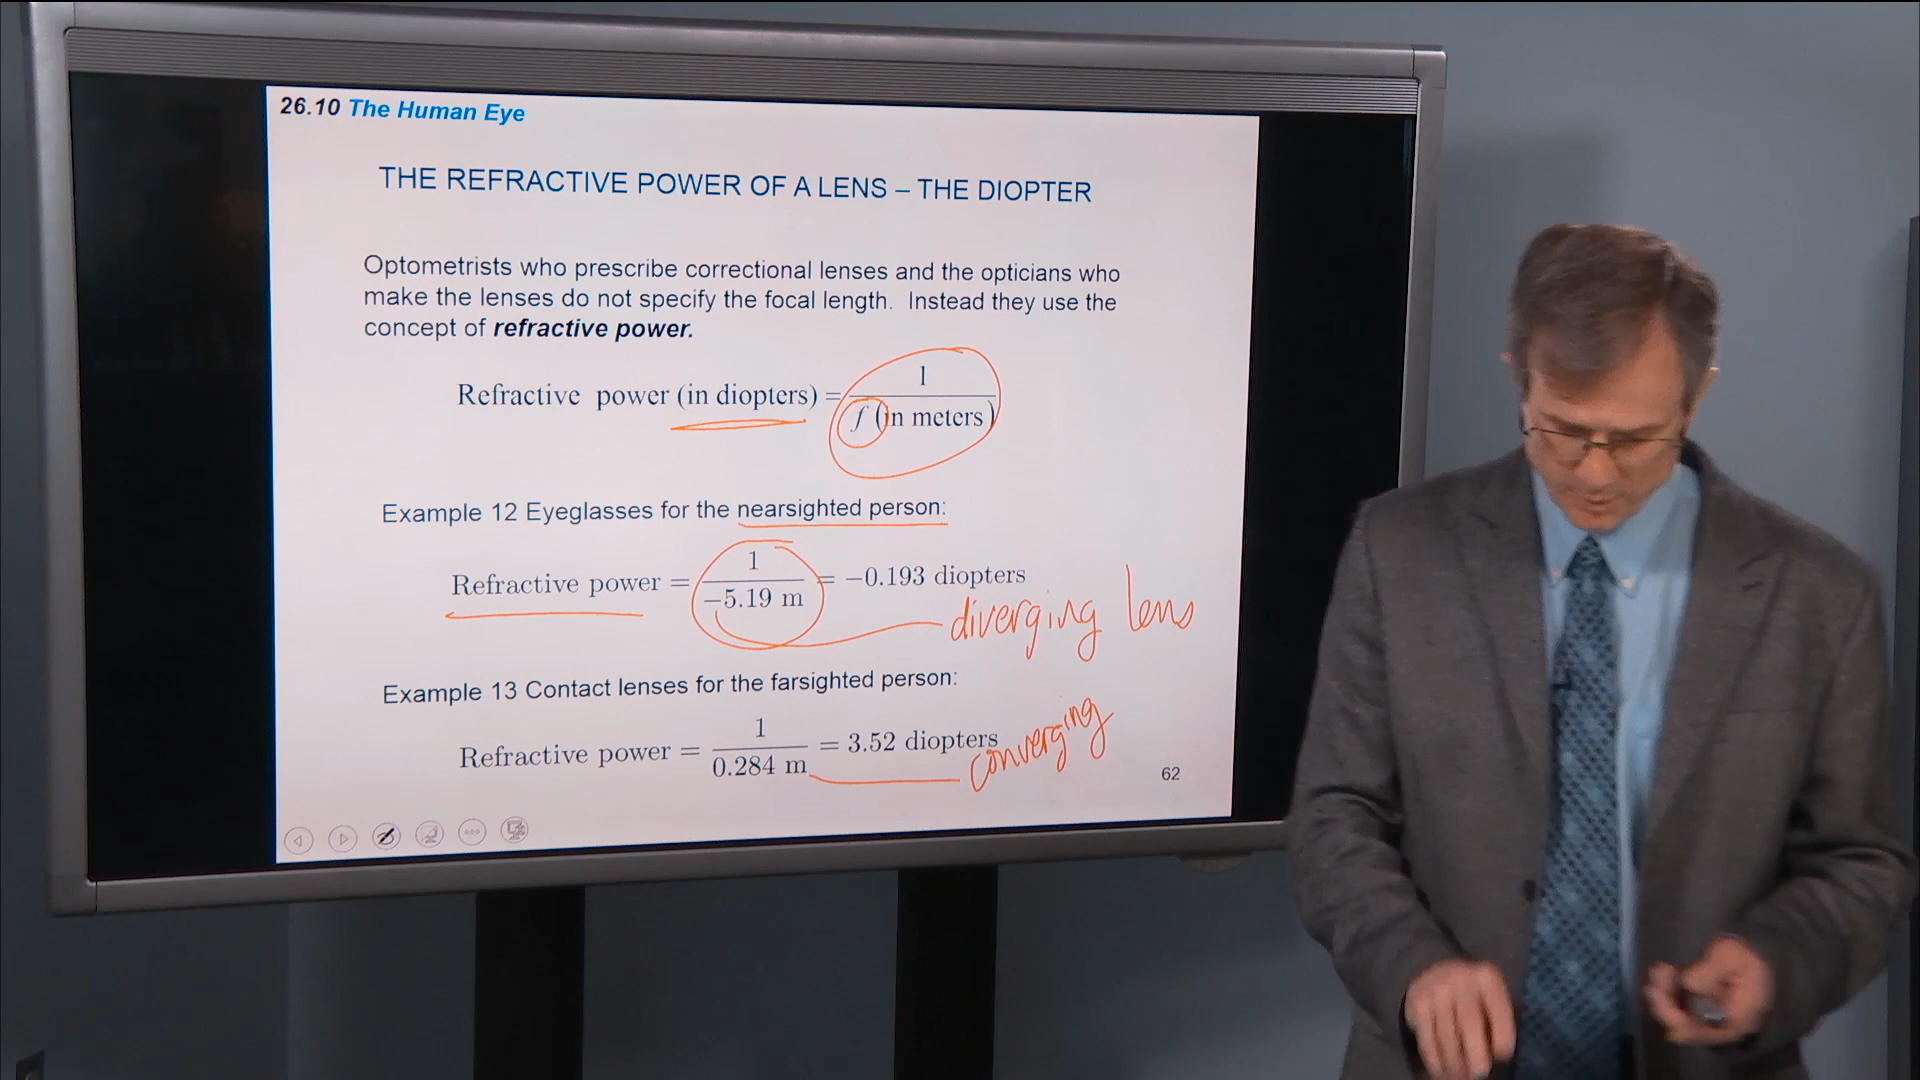 26.10 The Human Eye
THE REFRACTIVE POWER OF A LENS – THE DIOPTER
Optometrists who prescribe correctional lenses and the opticians who
make the lenses do not specify the focal length. Instead they use the
concept of refractive power.
Refractive power (in diopters) = 1 / f (in meters)
Example 12 Eyeglasses for the nearsighted person:
Refractive power = 1 / −5.19 m = −0.193 diopters
diverging lens
Example 13 Contact lenses for the farsighted person:
Refractive power = 1 / 0.284 m = 3.52 diopters
converging
62